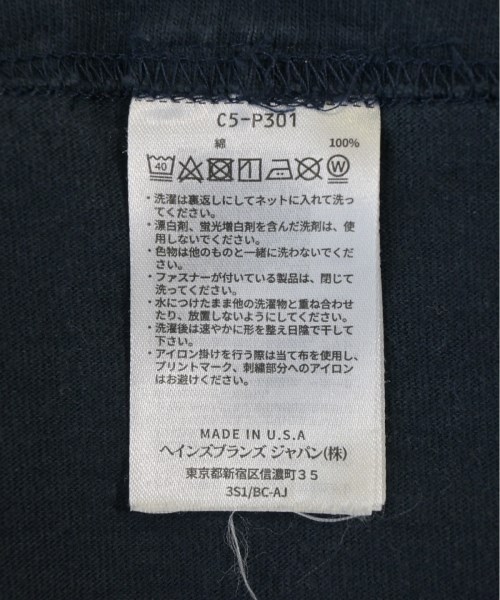 C5-P301
綿 100%
40
W
・洗濯は裏返しにしてネットに入れて洗っ
てください。
・漂白剤、蛍光増白剤を含んだ洗剤は、使
用しないでください。
・色物は他のものと一緒に洗わないでくだ
さい。
・ファスナーが付いている製品は、閉じて
洗ってください。
・水につけたまま他の洗濯物と重ね合わせ
たり、放置しないようにしてください。
・洗濯後は速やかに形を整え日陰で干して
下さい。
・アイロン掛けを行う際は当て布を使用し、
プリントマーク、刺繍部分へのアイロン
はお避けください。
MADE IN U.S.A
ヘインズブランズ ジャパン(株)
東京都新宿区信濃町35
3S1/BC-AJ